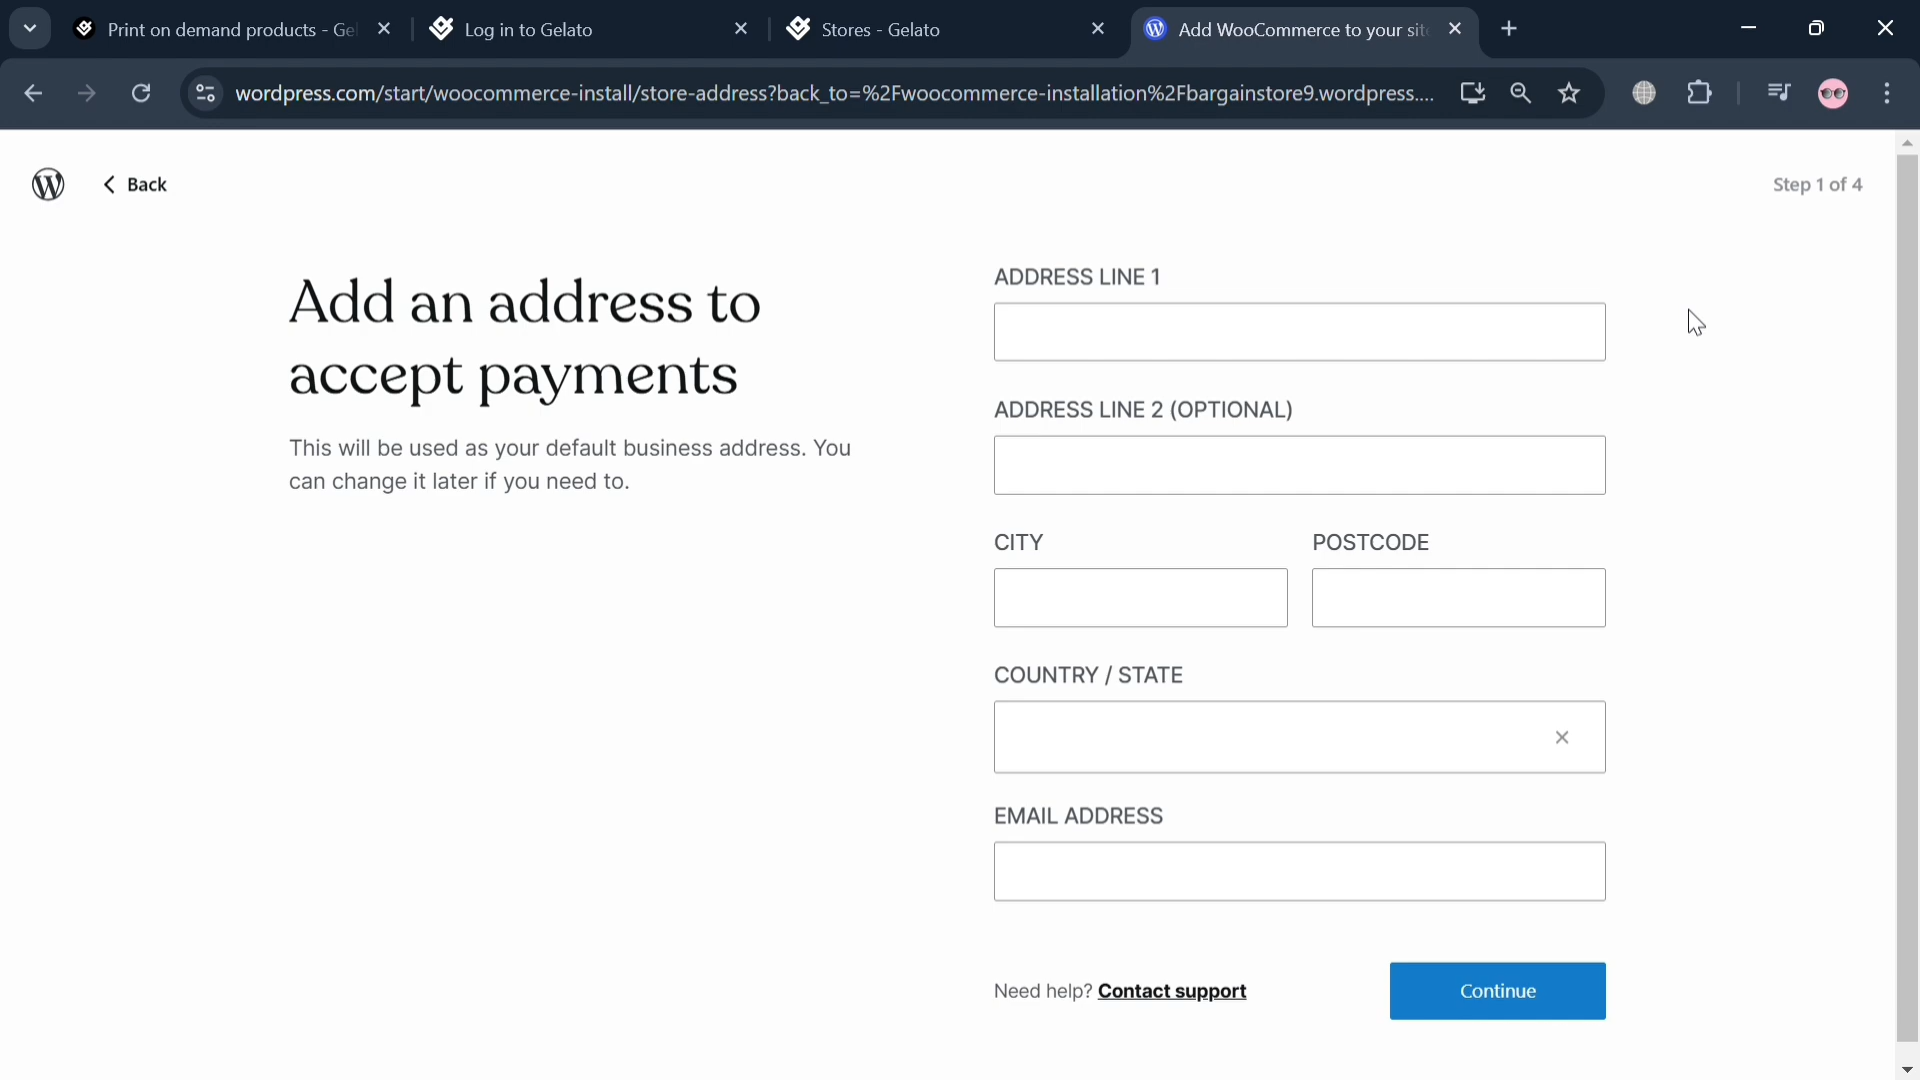 Print on demand products - Gel
Log in to Gelato
Stores - Gelato
Add WooCommerce to your sit
wordpress.com/start/woocommerce-install/store-address?back_to=%2Fwoocommerce-installation%2Fbargainstore9.wordpress....
Back
Step 1 of 4
Add an address to
accept payments
This will be used as your default business address. You
can change it later if you need to.
ADDRESS LINE 1
ADDRESS LINE 2 (OPTIONAL)
CITY
POSTCODE
COUNTRY / STATE
EMAIL ADDRESS
Need help? Contact support
Continue